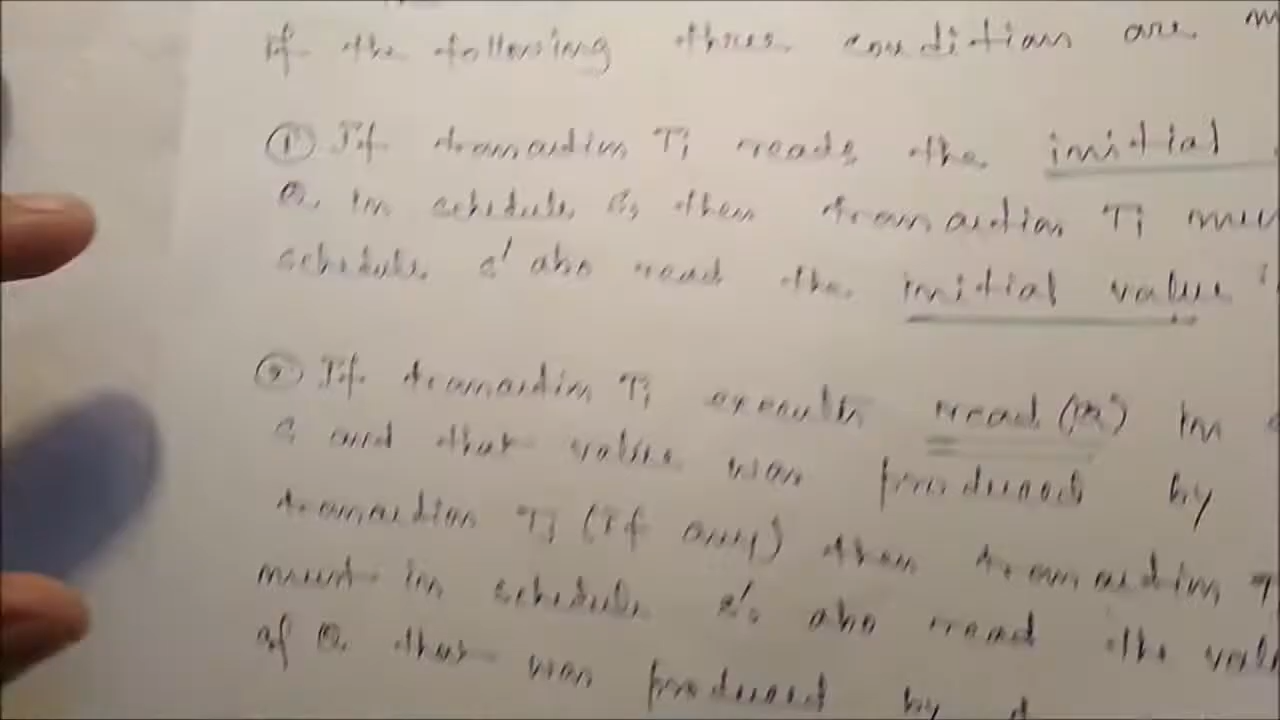 if the following three condition are
① If transaction Ti reads the initial
Q in schedule S, then transaction Ti
schedule S' also read the initial value
② If transaction Ti executes read(Q) in
S and that value was produced by
transaction Tj (if any) then transaction
must in schedule S', also read the
of Q that was produced by